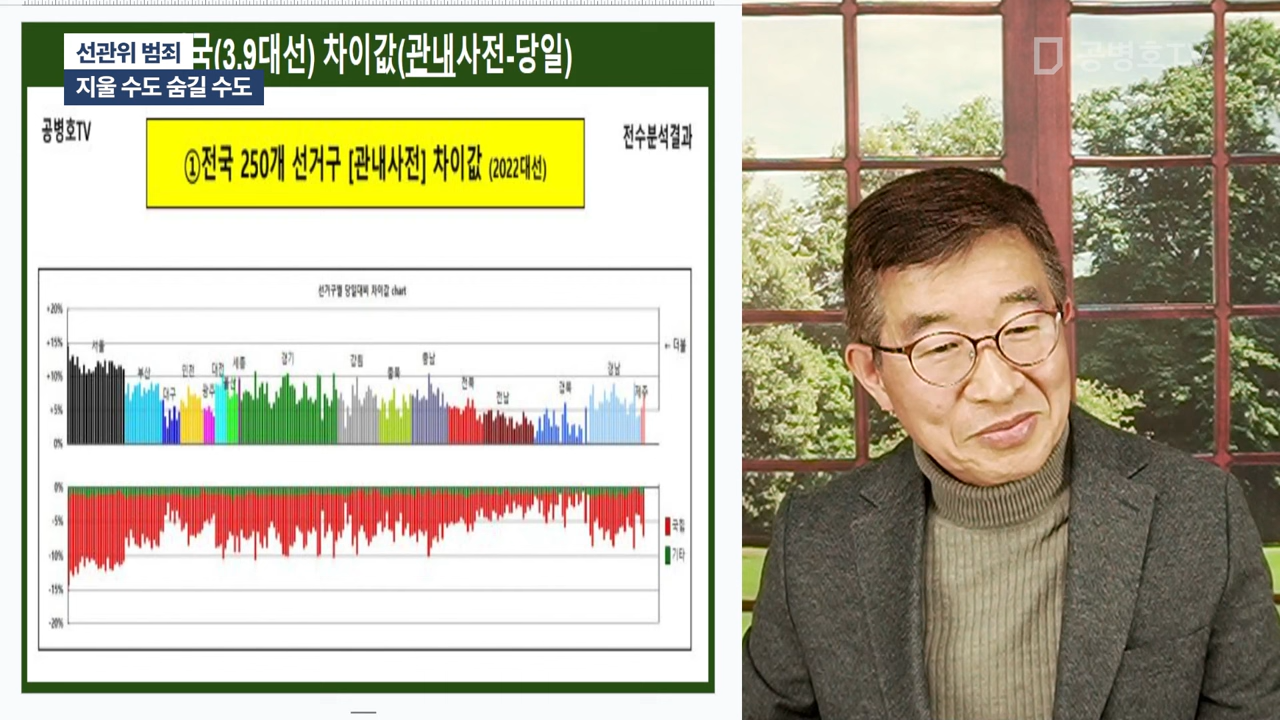 선관위 범죄
국(3.9대선) 차이값(관내사전-당일)
지울 수도 숨길 수도
공병호TV
공병호TV
전수분석결과
①전국 250개 선거구 [관내사전] 차이값 (2022대선)
선거구별 당일대비 차이값 chart
+20%
+15%
+10%
+5%
0%
서울
부산
대구
인천
광주
대전
울산
세종
경기
강원
충북
충남
전북
전남
경북
경남
제주
← 더불
0%
-5%
-10%
-15%
-20%
국힘
기타